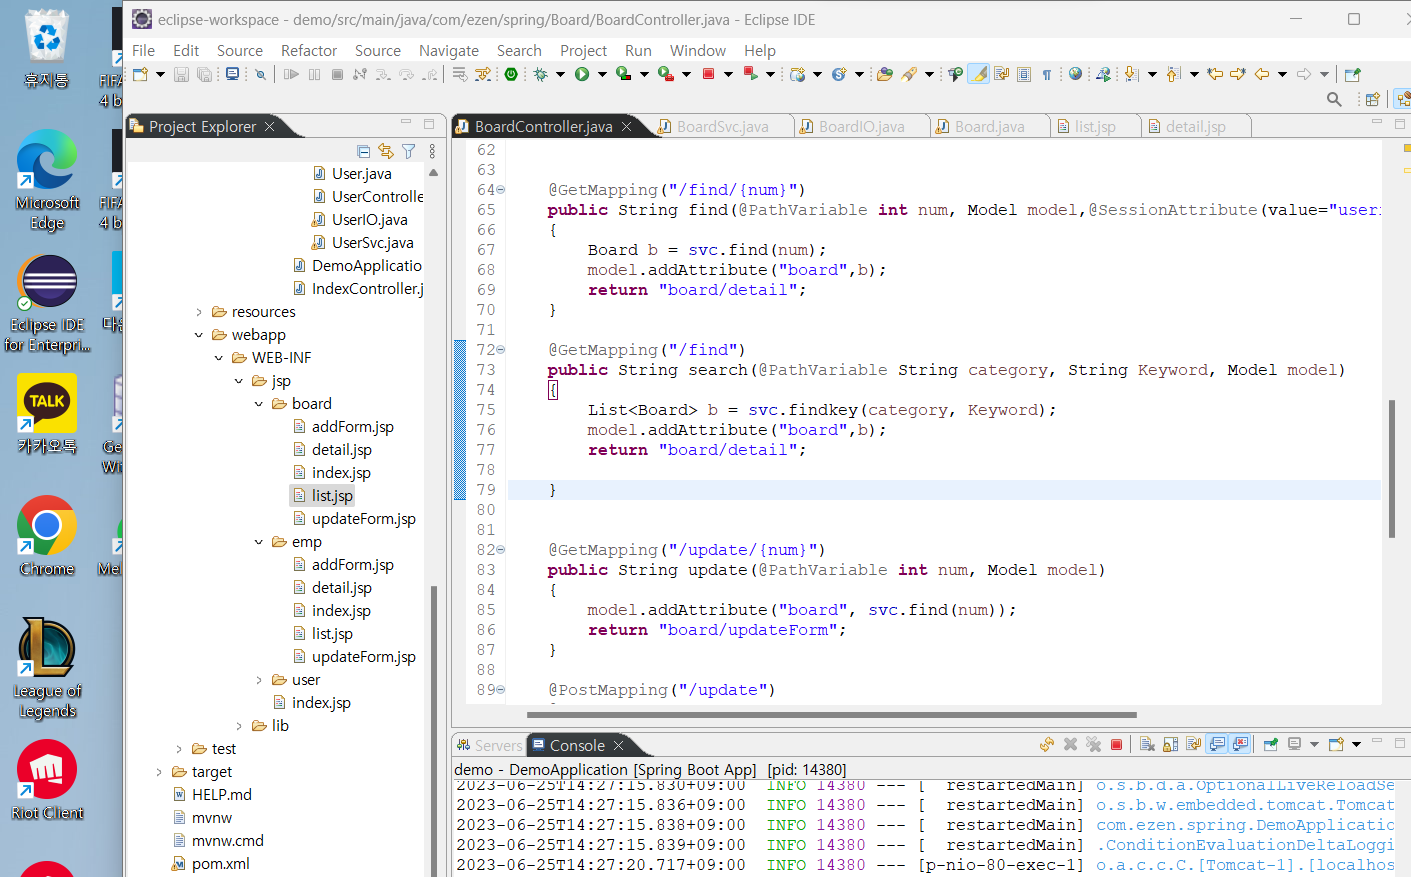 eclipse-workspace - demo/src/main/java/com/ezen/spring/Board/BoardController.java - Eclipse IDE
File Edit Source Refactor Source Navigate Search Project Run Window Help
휴지통
FIFA
4 b
Microsoft
Edge
FIFA
4 b
Eclipse IDE
for Enterpri...
TALK
카카오톡
Ge
Wi
Chrome
Me
League of
Legends
Riot Client
Project Explorer
User.java
UserControlle
UserIO.java
UserSvc.java
DemoApplicatio
IndexController.j
resources
webapp
WEB-INF
jsp
board
addForm.jsp
detail.jsp
index.jsp
list.jsp
updateForm.jsp
emp
addForm.jsp
detail.jsp
index.jsp
list.jsp
updateForm.jsp
user
index.jsp
lib
test
target
HELP.md
mvnw
mvnw.cmd
pom.xml
BoardController.java BoardSvc.java BoardIO.java Board.java list.jsp detail.jsp
62
63
64 @GetMapping("/find/{num}")
65 public String find(@PathVariable int num, Model model,@SessionAttribute(value="user
66 {
67 Board b = svc.find(num);
68 model.addAttribute("board",b);
69 return "board/detail";
70 }
71
72 @GetMapping("/find")
73 public String search(@PathVariable String category, String Keyword, Model model)
74 {
75 List<Board> b = svc.findkey(category, Keyword);
76 model.addAttribute("board",b);
77 return "board/detail";
78
79 }
80
81
82 @GetMapping("/update/{num}")
83 public String update(@PathVariable int num, Model model)
84 {
85 model.addAttribute("board", svc.find(num));
86 return "board/updateForm";
87 }
88
89 @PostMapping("/update")
Servers Console
demo - DemoApplication [Spring Boot App] [pid: 14380]
2023-06-25T14:27:15.830+09:00 INFO 14380 --- [ restartedMain] o.s.b.d.a.OptionalLiveReloadSe
2023-06-25T14:27:15.836+09:00 INFO 14380 --- [ restartedMain] o.s.b.w.embedded.tomcat.Tomcat
2023-06-25T14:27:15.838+09:00 INFO 14380 --- [ restartedMain] com.ezen.spring.DemoApplicatio
2023-06-25T14:27:15.839+09:00 INFO 14380 --- [ restartedMain] .ConditionEvaluationDeltaLoggi
2023-06-25T14:27:20.717+09:00 INFO 14380 --- [p-nio-80-exec-1] o.a.c.c.C.[Tomcat-1].[localhos